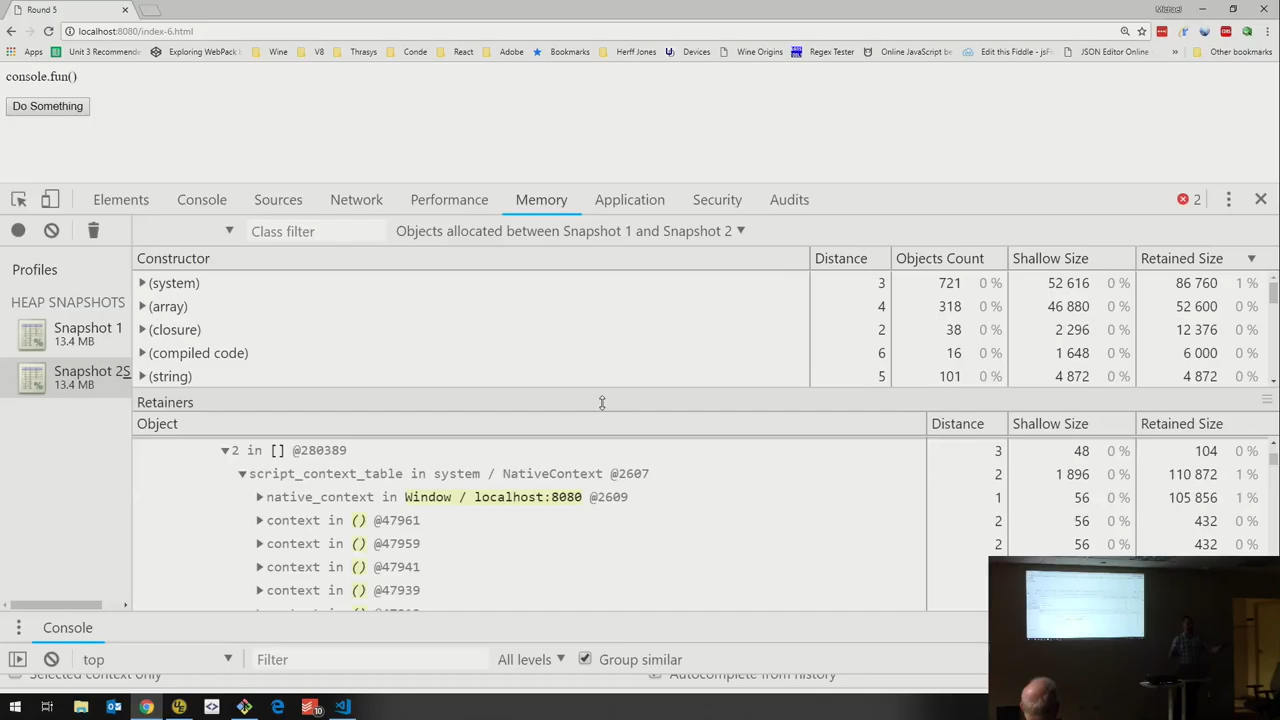 Round 5
Michael
localhost:8080/index-6.html
Apps Unit 3 Recommende Exploring WebPack Wine V8 Thrasys Conde React Adobe Bookmarks Herff Jones Devices Wine Origins Regex Tester Online JavaScript be Edit this Fiddle - jsFi JSON Editor Online » Other bookmarks
console.fun()
Do Something
Elements Console Sources Network Performance Memory Application Security Audits 2
Class filter Objects allocated between Snapshot 1 and Snapshot 2
Profiles
HEAP SNAPSHOTS
Snapshot 1
13.4 MB
Snapshot 2S
13.4 MB
Constructor Distance Objects Count Shallow Size Retained Size
(system) 3 721 0 % 52 616 0 % 86 760 1 %
(array) 4 318 0 % 46 880 0 % 52 600 0 %
(closure) 2 38 0 % 2 296 0 % 12 376 0 %
(compiled code) 6 16 0 % 1 648 0 % 6 000 0 %
(string) 5 101 0 % 4 872 0 % 4 872 0 %
Retainers
Object Distance Shallow Size Retained Size
2 in [] @280389 3 48 0 % 104 0 %
script_context_table in system / NativeContext @2607 2 1 896 0 % 110 872 1 %
native_context in Window / localhost:8080 @2609 1 56 0 % 105 856 1 %
context in () @47961 2 56 0 % 432 0 %
context in () @47959 2 56 0 % 432 0 %
context in () @47941
context in () @47939
Console
top Filter All levels Group similar
Selected context only Autocomplete from history
10